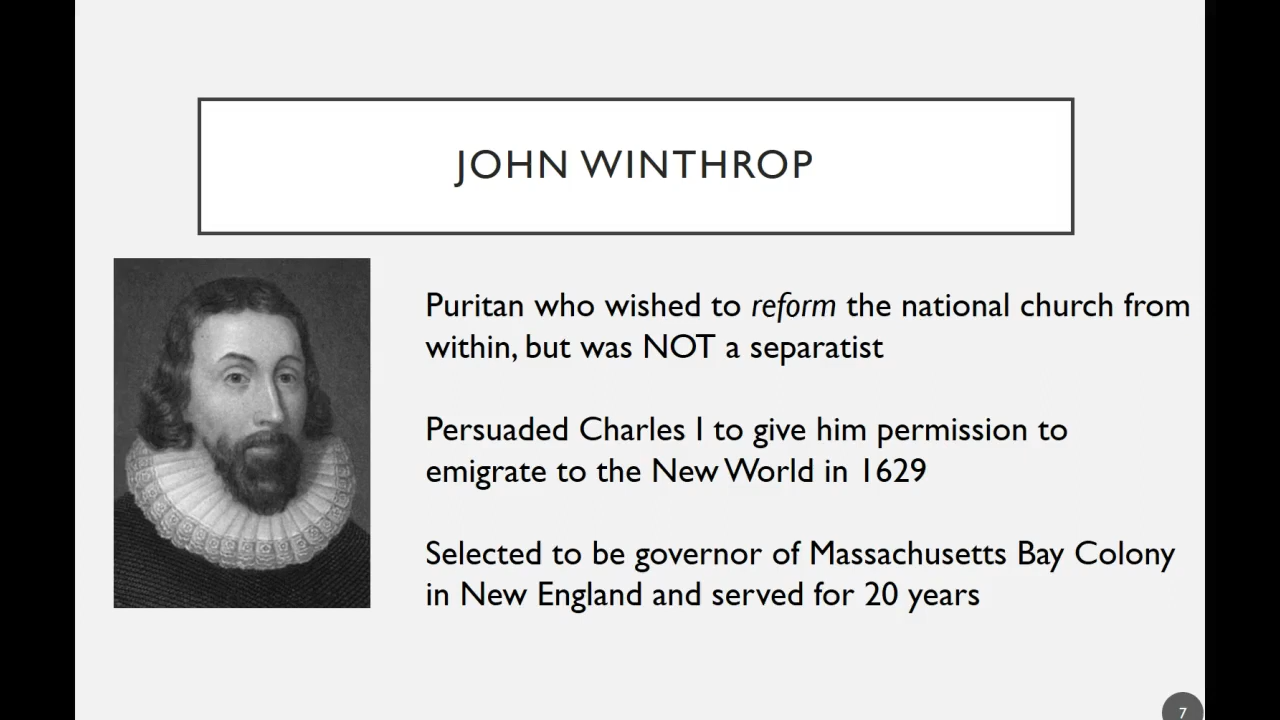 JOHN WINTHROP
Puritan who wished to reform the national church from
within, but was NOT a separatist
Persuaded Charles I to give him permission to
emigrate to the New World in 1629
Selected to be governor of Massachusetts Bay Colony
in New England and served for 20 years
7